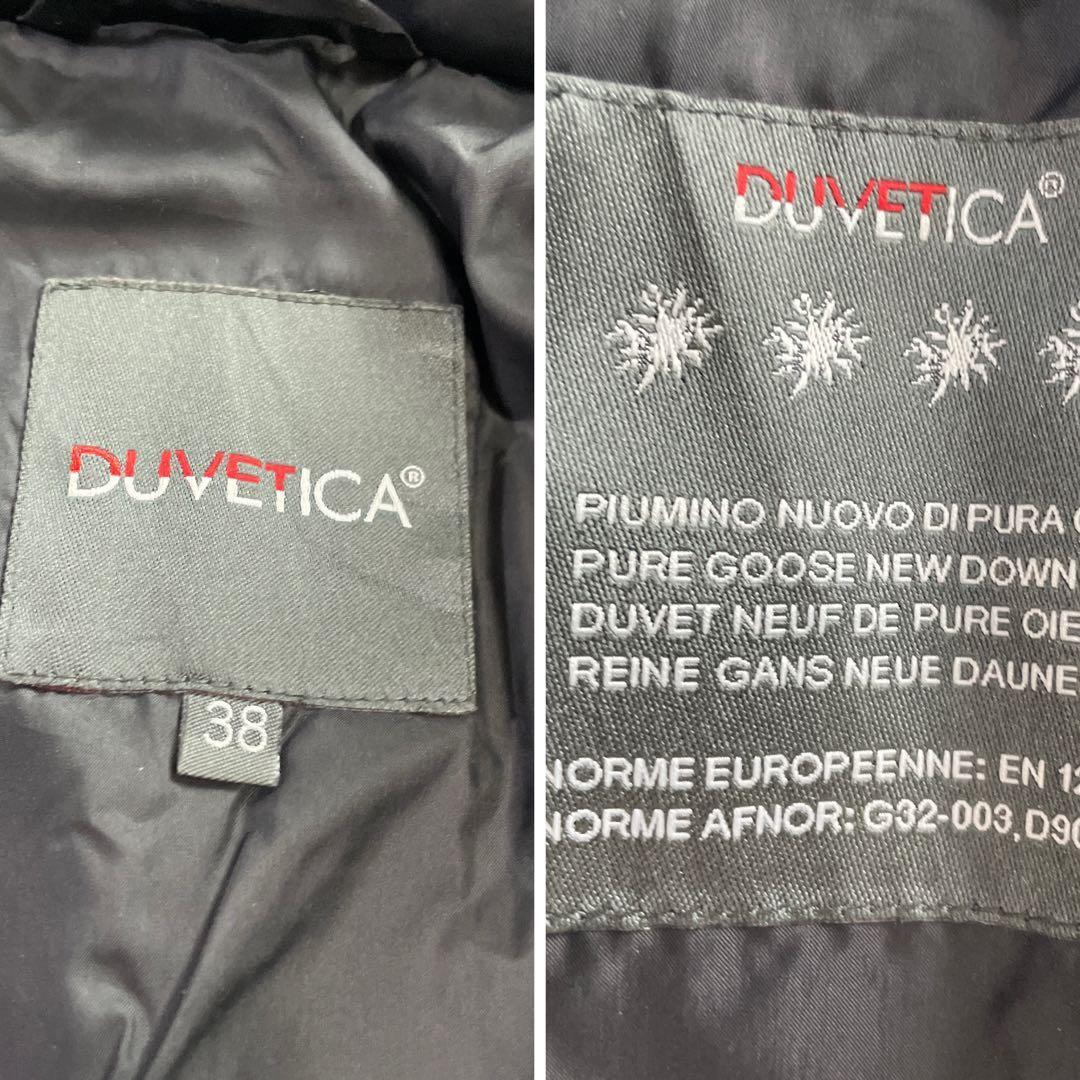 DUVETICA®
38
DUVETICA®
PIUMINO NUOVO DI PURA
PURE GOOSE NEW DOWN
DUVET NEUF DE PURE OIE
REINE GANS NEUE DAUNE
NORME EUROPEENNE: EN
NORME AFNOR: G32-003,